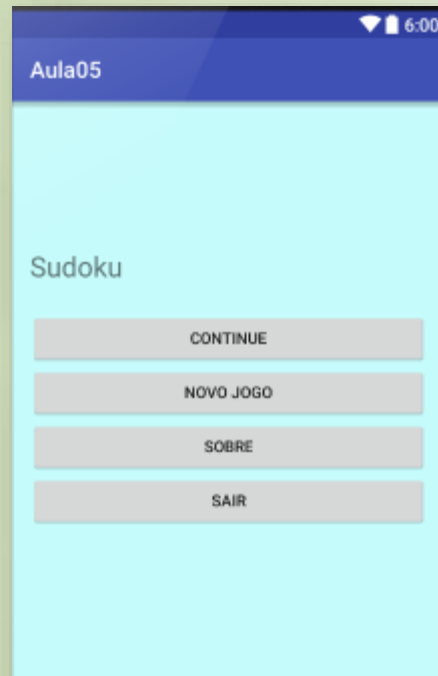 6:00
Aula05
Sudoku
CONTINUE
NOVO JOGO
SOBRE
SAIR